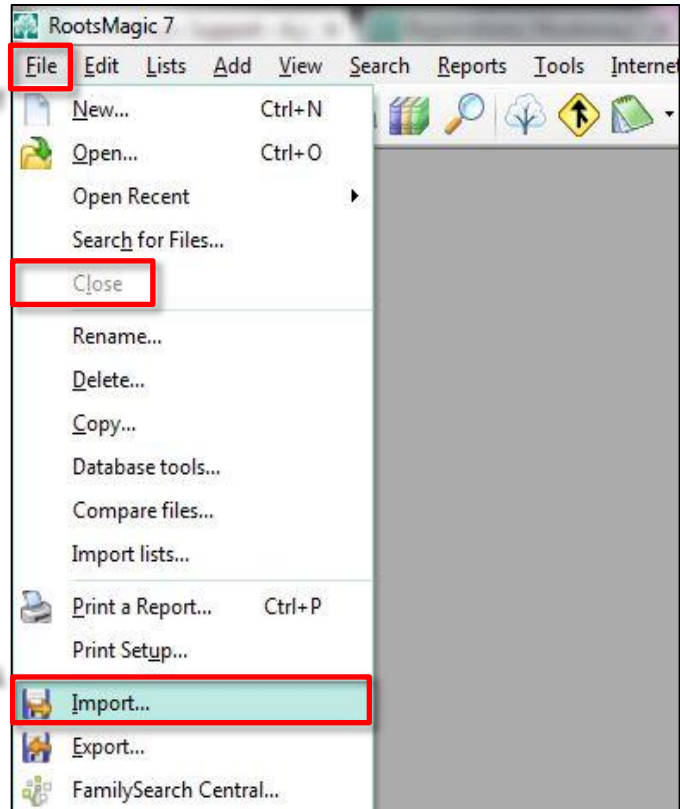 RootsMagic 7
File Edit Lists Add View Search Reports Tools Internet
New... Ctrl+N
Open... Ctrl+O
Open Recent
Search for Files...
Close
Rename...
Delete...
Copy...
Database tools...
Compare files...
Import lists...
Print a Report... Ctrl+P
Print Setup...
Import...
Export...
FamilySearch Central...